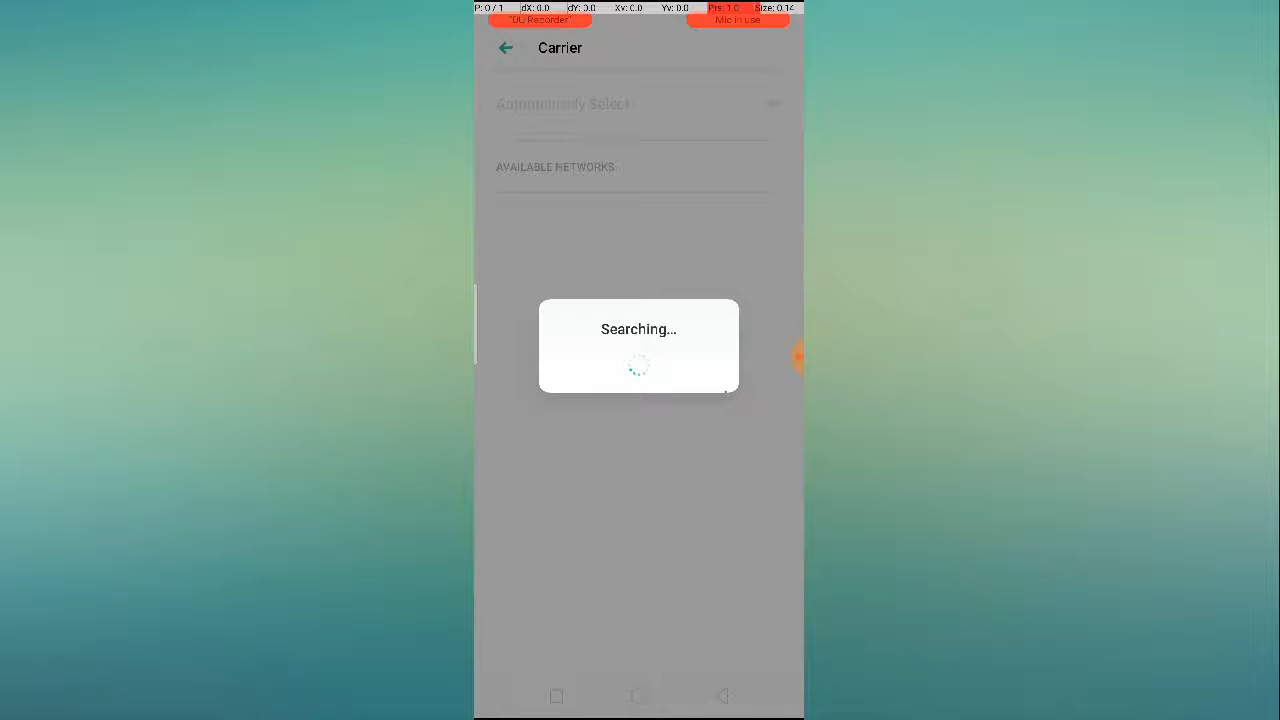 P: 0 / 1 dX: 0.0 dY: 0.0 Xv: 0.0 Yv: 0.0 Prs: 1.0 Size: 0.14
"DU Recorder" Mic in use
Carrier
Automatically Select
AVAILABLE NETWORKS
Searching...